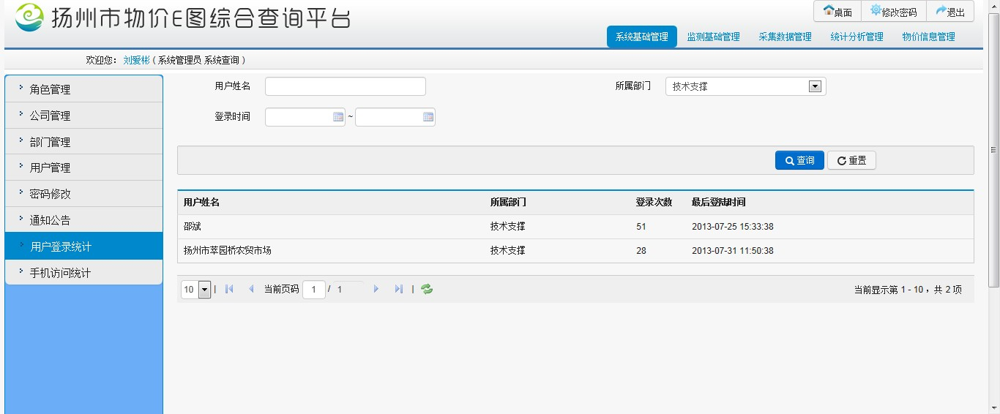 扬州市物价E图综合查询平台
桌面 修改密码 退出
系统基础管理 监测基础管理 采集数据管理 统计分析管理 物价信息管理
欢迎您： 刘爱彬 ( 系统管理员 系统查询 )
角色管理
公司管理
部门管理
用户管理
密码修改
通知公告
用户登录统计
手机访问统计
用户姓名 所属部门 技术支撑
登录时间 ~
查询 重置
用户姓名 所属部门 登录次数 最后登陆时间
邵斌 技术支撑 51 2013-07-25 15:33:38
扬州市萃园桥农贸市场 技术支撑 28 2013-07-31 11:50:38
10 | 当前页码 1 / 1 | 当前显示第 1 - 10 ，共 2 项